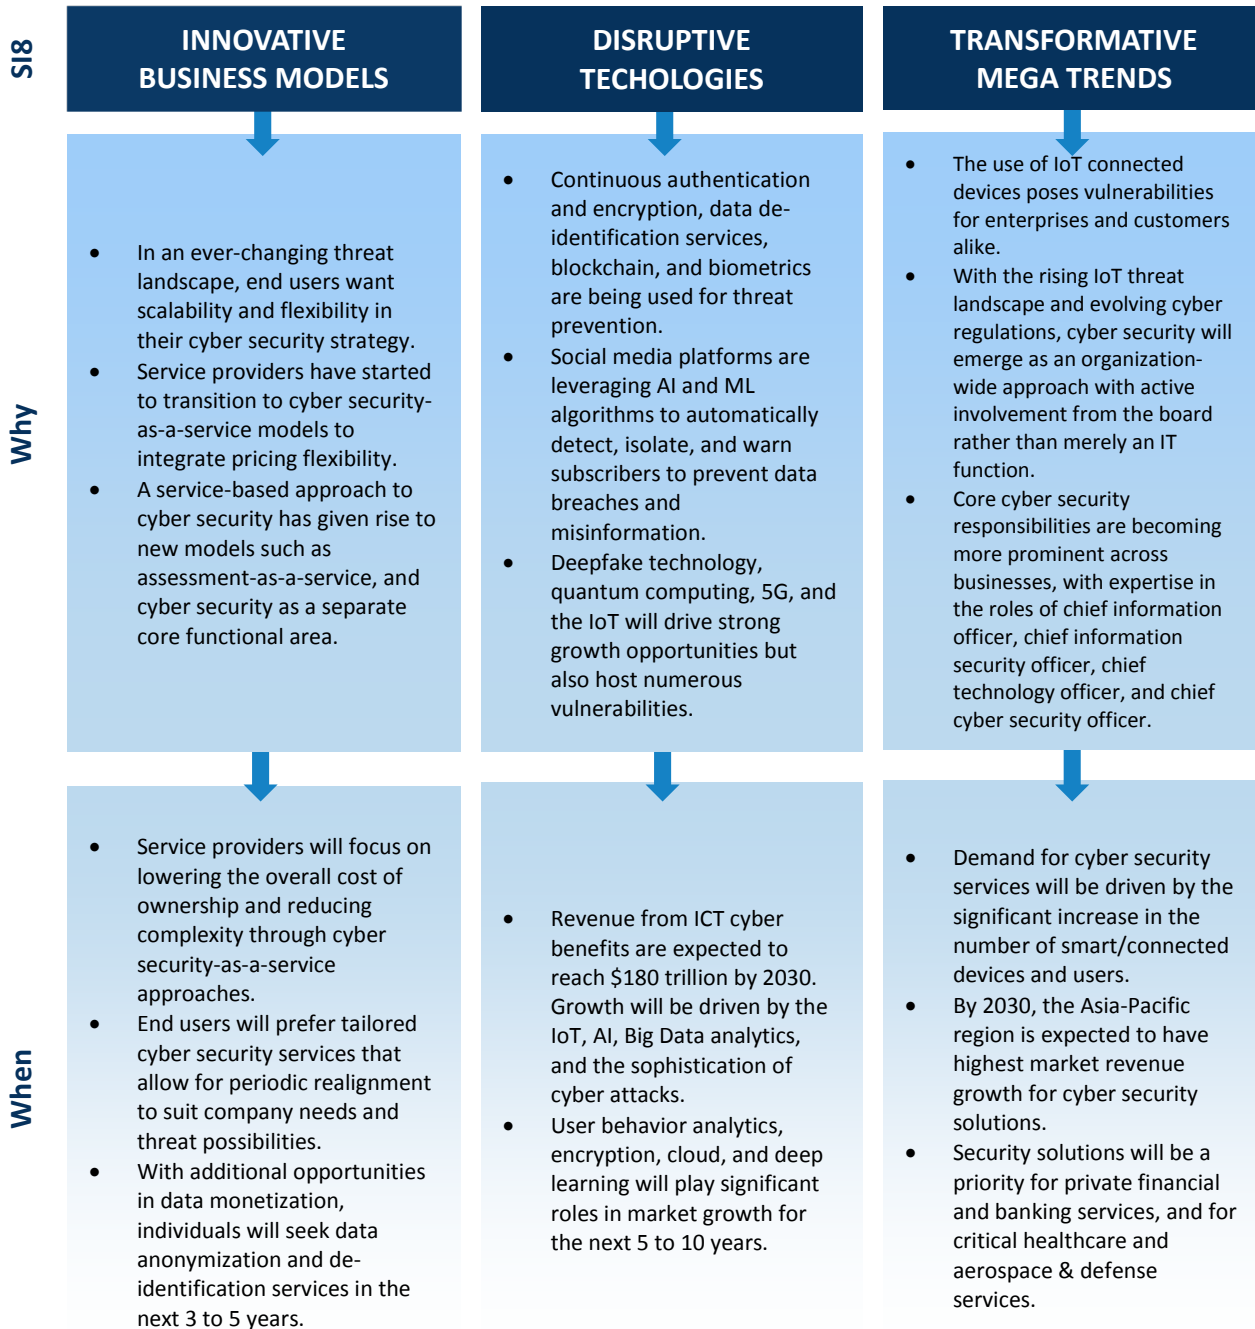 SI8
INNOVATIVE
BUSINESS MODELS
DISRUPTIVE
TECHOLOGIES
TRANSFORMATIVE
MEGA TRENDS
Why
• In an ever-changing threat
landscape, end users want
scalability and flexibility in
their cyber security strategy.
• Service providers have started
to transition to cyber security-
as-a-service models to
integrate pricing flexibility.
• A service-based approach to
cyber security has given rise to
new models such as
assessment-as-a-service, and
cyber security as a separate
core functional area.
• Continuous authentication
and encryption, data de-
identification services,
blockchain, and biometrics
are being used for threat
prevention.
• Social media platforms are
leveraging AI and ML
algorithms to automatically
detect, isolate, and warn
subscribers to prevent data
breaches and
misinformation.
• Deepfake technology,
quantum computing, 5G, and
the IoT will drive strong
growth opportunities but
also host numerous
vulnerabilities.
• The use of IoT connected
devices poses vulnerabilities
for enterprises and customers
alike.
• With the rising IoT threat
landscape and evolving cyber
regulations, cyber security will
emerge as an organization-
wide approach with active
involvement from the board
rather than merely an IT
function.
• Core cyber security
responsibilities are becoming
more prominent across
businesses, with expertise in
the roles of chief information
officer, chief information
security officer, chief
technology officer, and chief
cyber security officer.
When
• Service providers will focus on
lowering the overall cost of
ownership and reducing
complexity through cyber
security-as-a-service
approaches.
• End users will prefer tailored
cyber security services that
allow for periodic realignment
to suit company needs and
threat possibilities.
• With additional opportunities
in data monetization,
individuals will seek data
anonymization and de-
identification services in the
next 3 to 5 years.
• Revenue from ICT cyber
benefits are expected to
reach $180 trillion by 2030.
Growth will be driven by the
IoT, AI, Big Data analytics,
and the sophistication of
cyber attacks.
• User behavior analytics,
encryption, cloud, and deep
learning will play significant
roles in market growth for
the next 5 to 10 years.
• Demand for cyber security
services will be driven by the
significant increase in the
number of smart/connected
devices and users.
• By 2030, the Asia-Pacific
region is expected to have
highest market revenue
growth for cyber security
solutions.
• Security solutions will be a
priority for private financial
and banking services, and for
critical healthcare and
aerospace & defense
services.